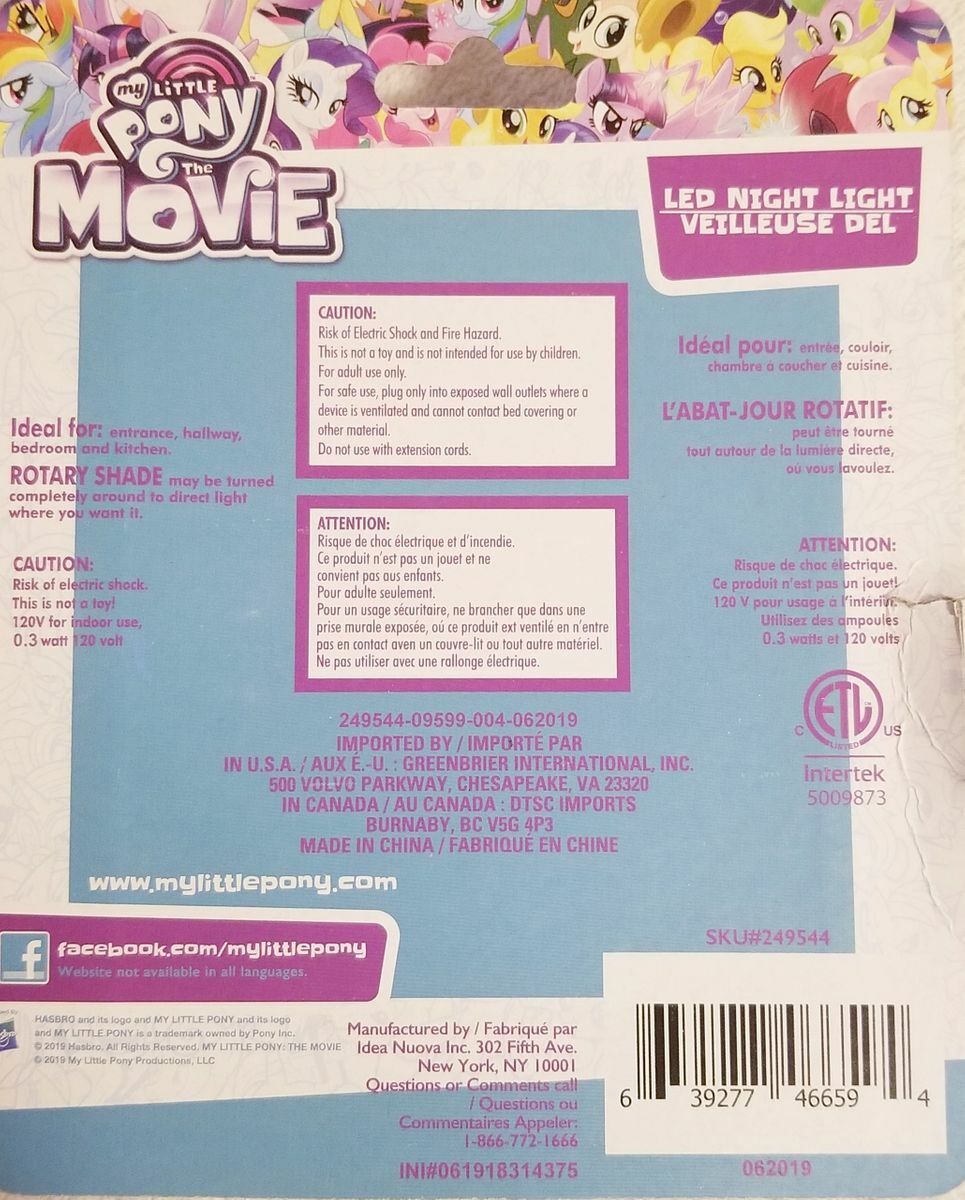 my LiTTLE
PONY
The
MOViE
LED NIGHT LIGHT
VEILLEUSE DEL
CAUTION:
Risk of Electric Shock and Fire Hazard.
This is not a toy and is not intended for use by children.
For adult use only.
For safe use, plug only into exposed wall outlets where a
device is ventilated and cannot contact bed covering or
other material.
Do not use with extension cords.
Idéal pour: entrée, couloir,
chambre à coucher et cuisine.
L'ABAT-JOUR ROTATIF:
peut être tourné
tout autour de la lumière directe,
où vous lavoulez.
Ideal for: entrance, hallway,
bedroom and kitchen.
ROTARY SHADE may be turned
completely around to direct light
where you want it.
ATTENTION:
Risque de choc électrique et d'incendie.
Ce produit n'est pas un jouet et ne
convient pas aus enfants.
Pour adulte seulement.
Pour un usage sécuritaire, ne brancher que dans une
prise murale exposée, oú ce produit ext ventilé en n'entre
pas en contact aven un couvre-lit ou tout autre matériel.
Ne pas utiliser avec une rallonge électrique.
CAUTION:
Risk of electric shock.
This is not a toy!
120V for indoor use,
0.3 watt 120 volt
ATTENTION:
Risque de choc électrique.
Ce produit n'est pas un jouet!
120 V pour usage à l'intériur.
Utilisez des ampoules
0.3 watts et 120 volts
ETL
LISTED
C US
Intertek
5009873
249544-09599-004-062019
IMPORTED BY / IMPORTÉ PAR
IN U.S.A. / AUX É.-U. : GREENBRIER INTERNATIONAL, INC.
500 VOLVO PARKWAY, CHESAPEAKE, VA 23320
IN CANADA / AU CANADA : DTSC IMPORTS
BURNABY, BC V5G 4P3
MADE IN CHINA / FABRIQUÉ EN CHINE
www.mylittlepony.com
facebook.com/mylittlepony
Website not available in all languages.
HASBRO and its logo and MY LITTLE PONY and its logo
and MY LITTLE PONY is a trademark owned by Pony Inc.
© 2019 Hasbro. All Rights Reserved. MY LITTLE PONY: THE MOVIE
© 2019 My Little Pony Productions, LLC
Manufactured by / Fabriqué par
Idea Nuova Inc. 302 Fifth Ave.
New York, NY 10001
Questions or Comments call
/ Questions ou
Commentaires Appeler:
1-866-772-1666
INI#061918314375
SKU#249544
6 39277 46659 4
062019